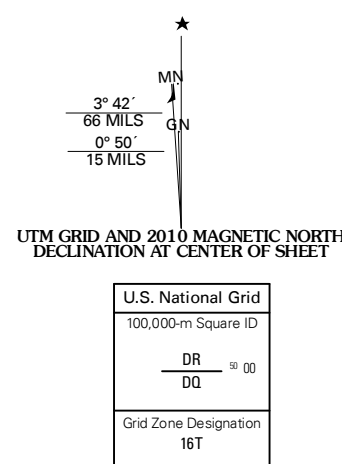 ★
MN
3° 42´
66 MILS
GN
0° 50´
15 MILS
UTM GRID AND 2010 MAGNETIC NORTH
DECLINATION AT CENTER OF SHEET
U.S. National Grid
100,000-m Square ID
DR
50 00
DQ
Grid Zone Designation
16T